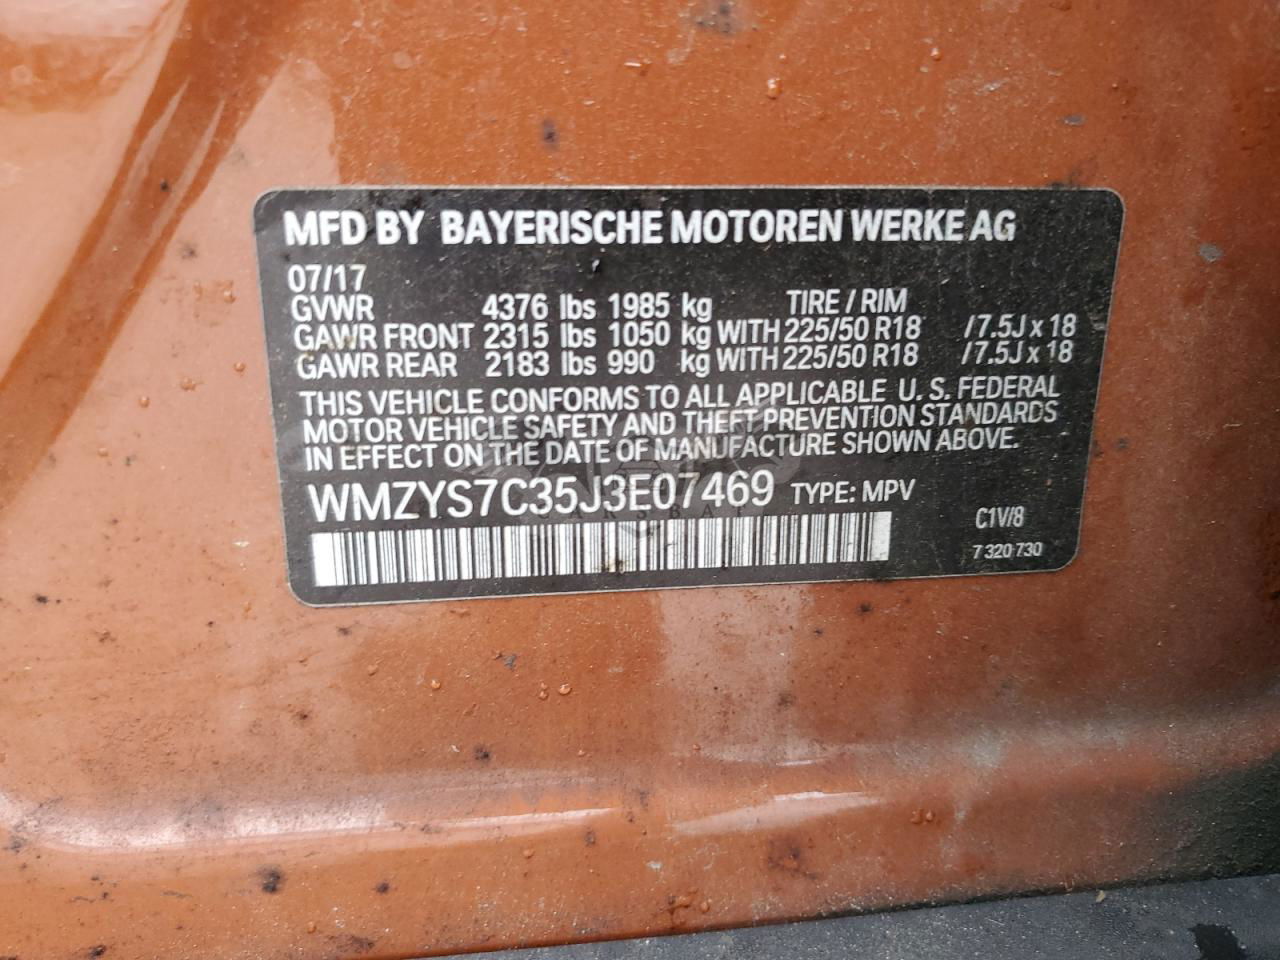 MFD BY BAYERISCHE MOTOREN WERKE AG
07/17
GVWR 4376 lbs 1985 kg TIRE / RIM
GAWR FRONT 2315 lbs 1050 kg WITH 225/50 R18 /7.5J x 18
GAWR REAR 2183 lbs 990 kg WITH 225/50 R18 /7.5J x 18
THIS VEHICLE CONFORMS TO ALL APPLICABLE U. S. FEDERAL
MOTOR VEHICLE SAFETY AND THEFT PREVENTION STANDARDS
IN EFFECT ON THE DATE OF MANUFACTURE SHOWN ABOVE.
WMZYS7C35J3E07469 TYPE: MPV
CARSBAP
C1V/8
7 320 730